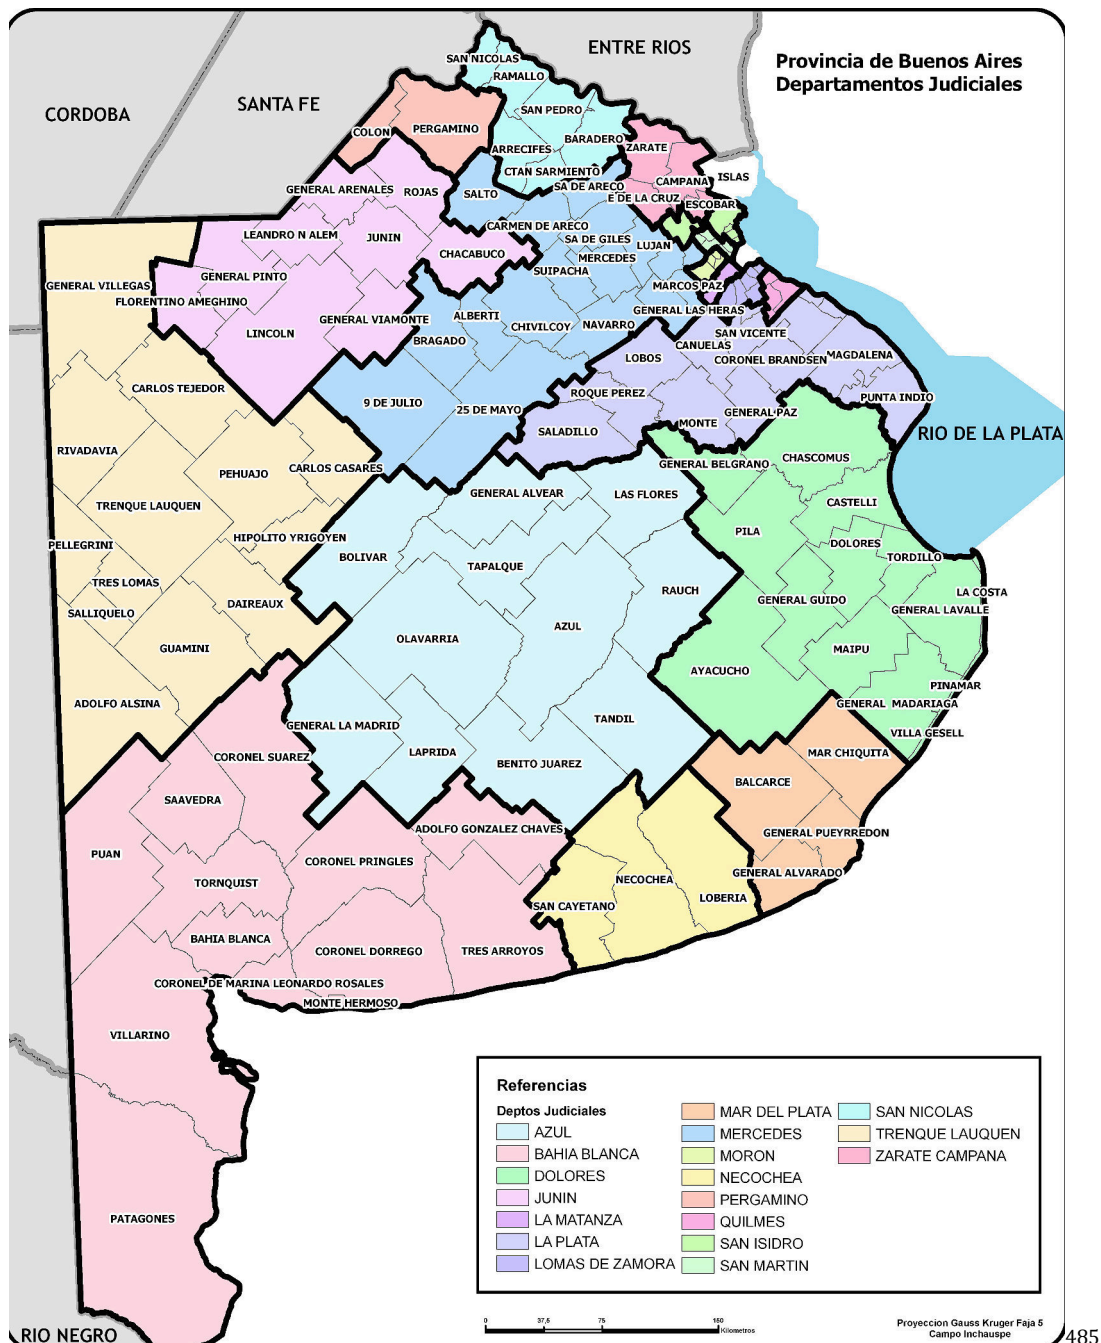 ENTRE RIOS
Provincia de Buenos Aires
Departamentos Judiciales
CORDOBA
SANTA FE
SAN NICOLAS
RAMALLO
SAN PEDRO
COLON
PERGAMINO
BARADERO
ZARATE
ARRECIFES
CTAN SARMIENTO
ISLAS
CAMPANA
GENERAL ARENALES
ROJAS
SALTO
SA DE ARECO
E DE LA CRUZ
ESCOBAR
LEANDRO N ALEM
JUNIN
CARMEN DE ARECO
SA DE GILES
LUJAN
CHACABUCO
MERCEDES
SUIPACHA
GENERAL PINTO
GENERAL VILLEGAS
FLORENTINO AMEGHINO
MARCOS PAZ
LINCOLN
GENERAL VIAMONTE
ALBERTI
CHIVILCOY
NAVARRO
GENERAL LAS HERAS
BRAGADO
SAN VICENTE
CANUELAS
LOBOS
CORONEL BRANDSEN
MAGDALENA
CARLOS TEJEDOR
ROQUE PEREZ
PUNTA INDIO
9 DE JULIO
25 DE MAYO
GENERAL PAZ
MONTE
SALADILLO
RIO DE LA PLATA
RIVADAVIA
PEHUAJO
CARLOS CASARES
GENERAL BELGRANO
CHASCOMUS
GENERAL ALVEAR
LAS FLORES
TRENQUE LAUQUEN
CASTELLI
PILA
HIPOLITO YRIGOYEN
DOLORES
PELLEGRINI
BOLIVAR
TAPALQUE
TORDILLO
TRES LOMAS
RAUCH
LA COSTA
DAIREAUX
GENERAL GUIDO
GENERAL LAVALLE
SALLIQUELO
OLAVARRIA
AZUL
GUAMINI
MAIPU
AYACUCHO
PINAMAR
ADOLFO ALSINA
GENERAL MADARIAGA
GENERAL LA MADRID
TANDIL
VILLA GESELL
CORONEL SUAREZ
LAPRIDA
MAR CHIQUITA
BENITO JUAREZ
BALCARCE
SAAVEDRA
ADOLFO GONZALEZ CHAVES
GENERAL PUEYRREDON
PUAN
CORONEL PRINGLES
GENERAL ALVARADO
TORNQUIST
NECOCHEA
LOBERIA
SAN CAYETANO
BAHIA BLANCA
CORONEL DORREGO
TRES ARROYOS
CORONEL DE MARINA LEONARDO ROSALES
MONTE HERMOSO
VILLARINO
PATAGONES
RIO NEGRO
Referencias
Deptos Judiciales
AZUL
BAHIA BLANCA
DOLORES
JUNIN
LA MATANZA
LA PLATA
LOMAS DE ZAMORA
MAR DEL PLATA
MERCEDES
MORON
NECOCHEA
PERGAMINO
QUILMES
SAN ISIDRO
SAN MARTIN
SAN NICOLAS
TRENQUE LAUQUEN
ZARATE CAMPANA
0 37,5 75 150
Kilometros
Proyeccion Gauss Kruger Faja 5
Campo Inchauspe
485